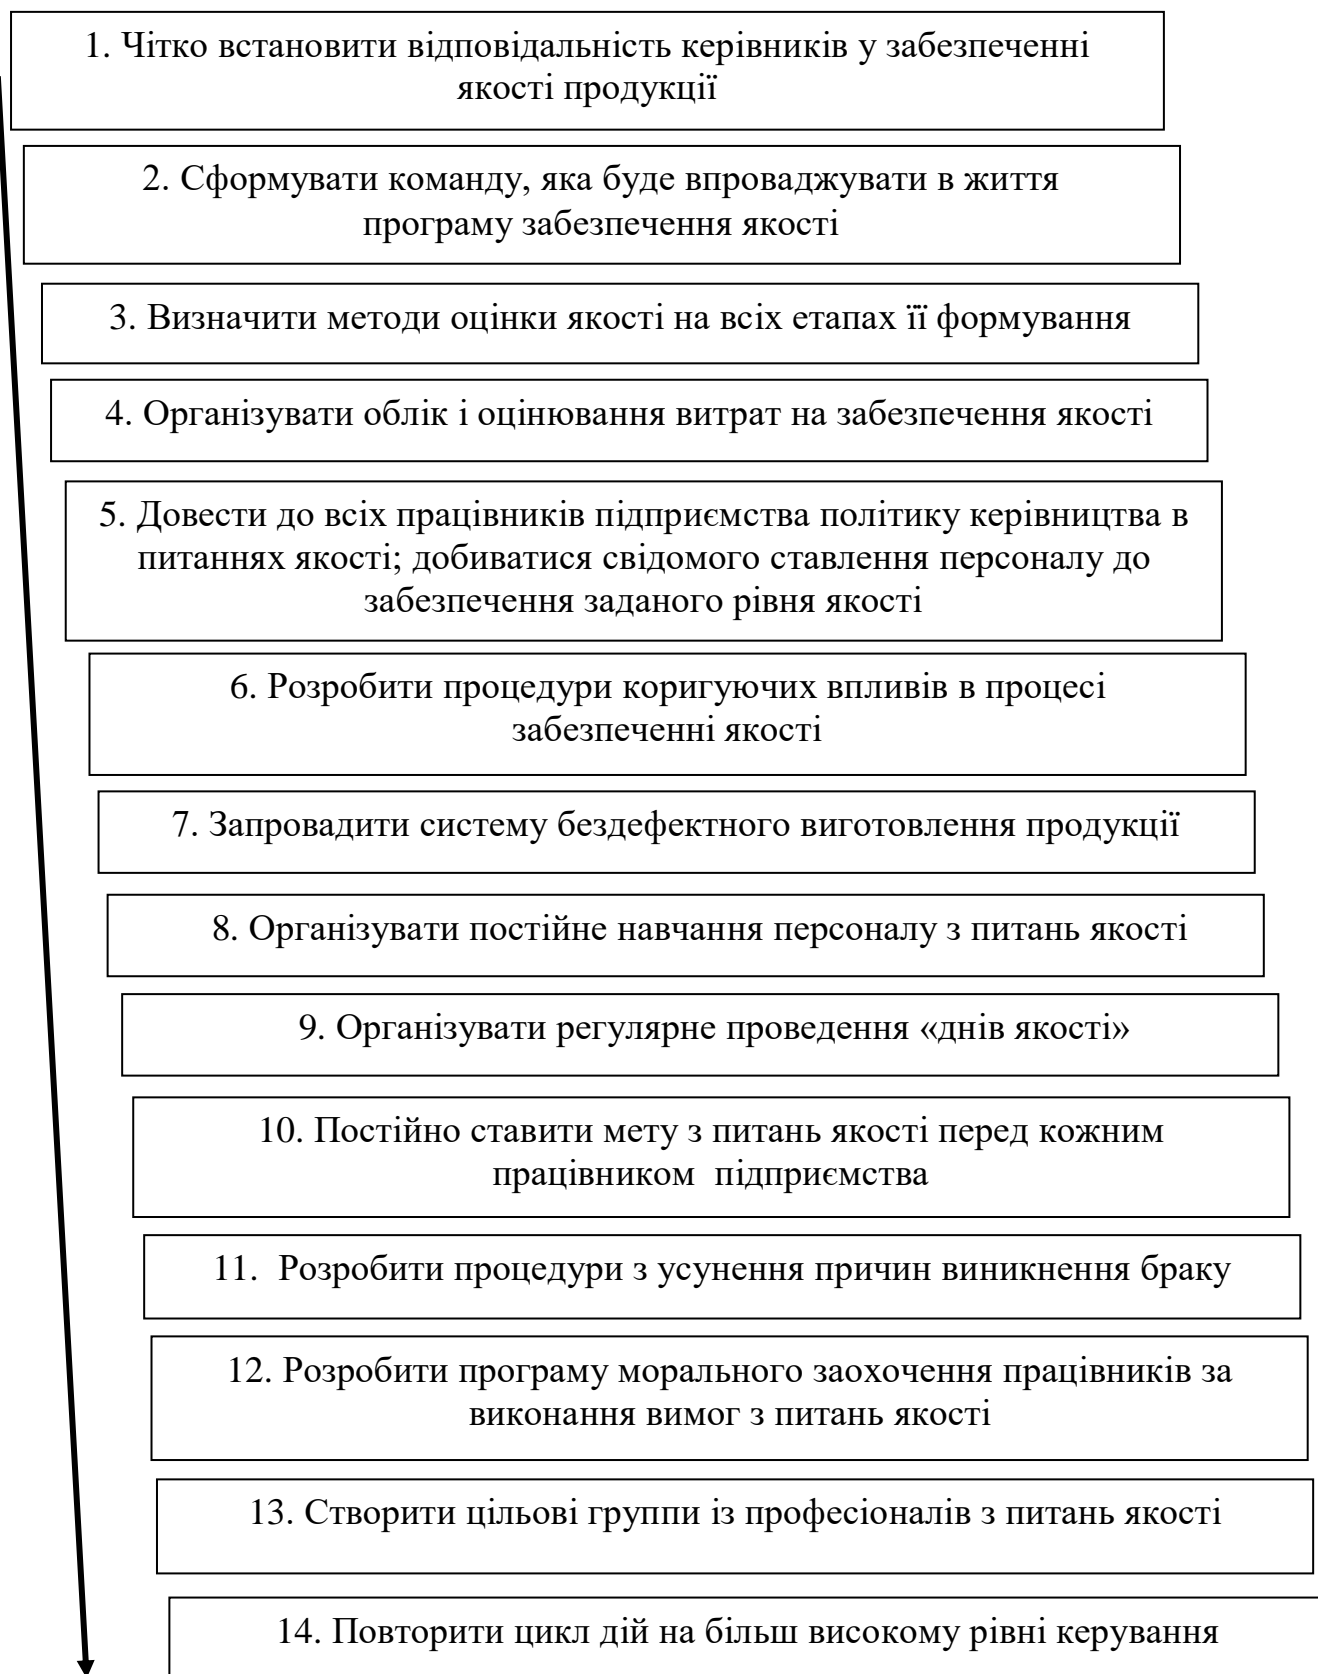 1. Чітко встановити відповідальність керівників у забезпеченні
якості продукції
2. Сформувати команду, яка буде впроваджувати в життя
програму забезпечення якості
3. Визначити методи оцінки якості на всіх етапах її формування
4. Організувати облік і оцінювання витрат на забезпечення якості
5. Довести до всіх працівників підприємства політику керівництва в
питаннях якості; добиватися свідомого ставлення персоналу до
забезпечення заданого рівня якості
6. Розробити процедури коригуючих впливів в процесі
забезпеченні якості
7. Запровадити систему бездефектного виготовлення продукції
8. Організувати постійне навчання персоналу з питань якості
9. Організувати регулярне проведення «днів якості»
10. Постійно ставити мету з питань якості перед кожним
працівником  підприємства
11.  Розробити процедури з усунення причин виникнення браку
12. Розробити програму морального заохочення працівників за
виконання вимог з питань якості
13. Створити цільові группи із професіоналів з питань якості
14. Повторити цикл дій на більш високому рівні керування